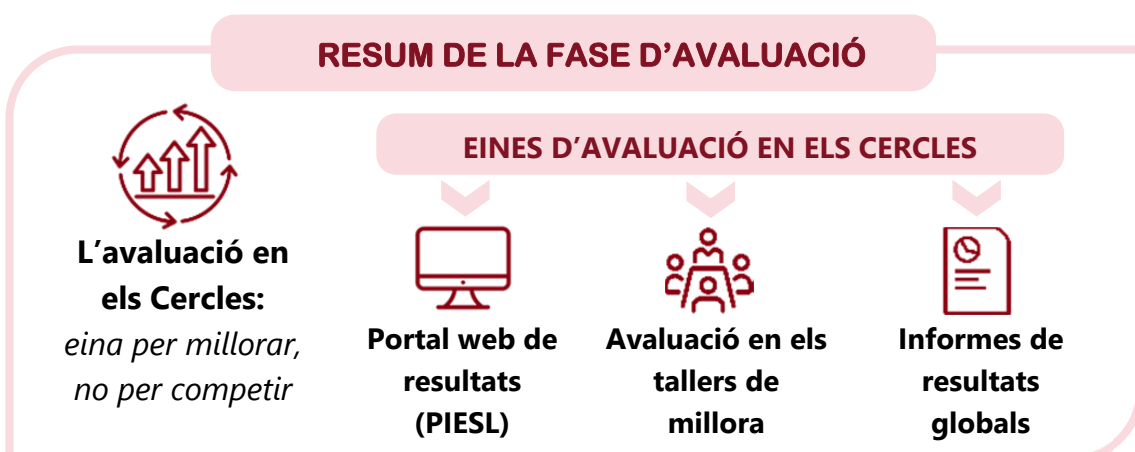 RESUM DE LA FASE D’AVALUACIÓ
EINES D’AVALUACIÓ EN ELS CERCLES
L’avaluació en
els Cercles:
eina per millorar,
no per competir
Portal web de
resultats
(PIESL)
Avaluació en els
tallers de
millora
Informes de
resultats
globals